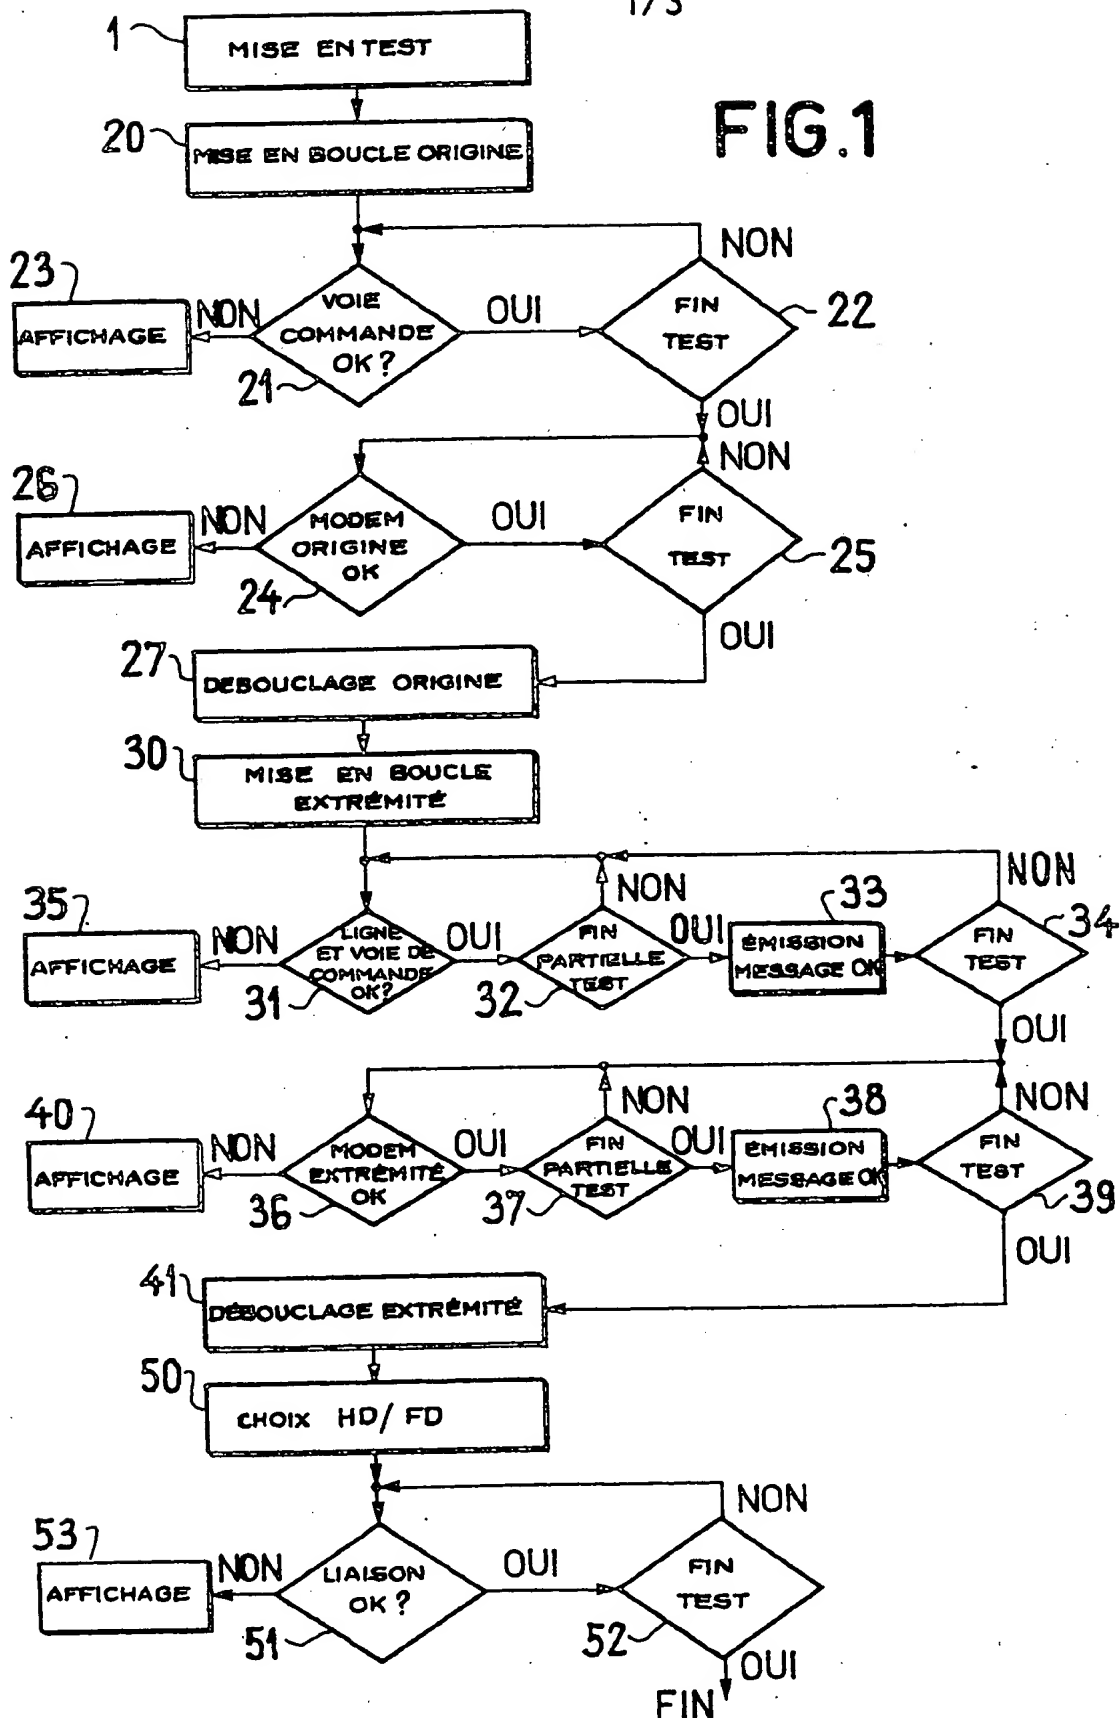 1/3
1
MISE EN TEST
FIG.1
20
MISE EN BOUCLE ORIGINE
NON
23
AFFICHAGE
NON
VOIE
COMMANDE
OK?
21
OUI
FIN
TEST
22
OUI
NON
26
AFFICHAGE
NON
MODEM
ORIGINE
OK
24
OUI
FIN
TEST
25
OUI
27
DEBOUCLAGE ORIGINE
30
MISE EN BOUCLE
EXTRÉMITÉ
NON
35
AFFICHAGE
NON
LIGNE
ET VOIE DE
COMMANDE
OK?
31
OUI
NON
FIN
PARTIELLE
TEST
32
OUI
33
ÉMISSION
MESSAGE OK
FIN
TEST
34
OUI
NON
40
AFFICHAGE
NON
MODEM
EXTRÉMITÉ
OK
36
OUI
NON
FIN
PARTIELLE
TEST
37
OUI
38
ÉMISSION
MESSAGE OK
FIN
TEST
39
OUI
41
DÉBOUCLAGE EXTRÉMITÉ
50
CHOIX HD/FD
NON
53
AFFICHAGE
NON
LIAISON
OK?
51
OUI
FIN
TEST
52
OUI
FIN